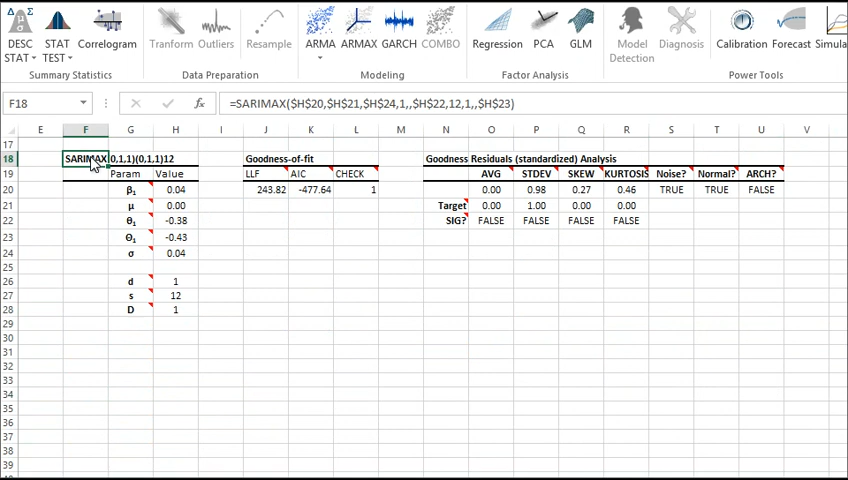 DESC STAT
STAT TEST
Correlogram
Tranform
Outliers
Resample
ARMA
ARMAX
GARCH
COMBO
Regression
PCA
GLM
Model Detection
Diagnosis
Calibration
Forecast
Simula
Summary Statistics
Data Preparation
Modeling
Factor Analysis
Power Tools
F18
fx
=SARIMAX($H$20,$H$21,$H$24,1,,$H$22,12,1,,$H$23)
E F G H I J K L M N O P Q R S T U V
17
18 SARIMAX(0,1,1)(0,1,1)12 Goodness-of-fit Goodness Residuals (standardized) Analysis
19 Param Value LLF AIC CHECK AVG STDEV SKEW KURTOSIS Noise? Normal? ARCH?
20 β₁ 0.04 243.82 -477.64 1 0.00 0.98 0.27 0.46 TRUE TRUE FALSE
21 μ 0.00 Target 0.00 1.00 0.00 0.00
22 θ₁ -0.38 SIG? FALSE FALSE FALSE FALSE
23 Θ₁ -0.43
24 σ 0.04
25
26 d 1
27 s 12
28 D 1
29
30
31
32
33
34
35
36
37
38
39